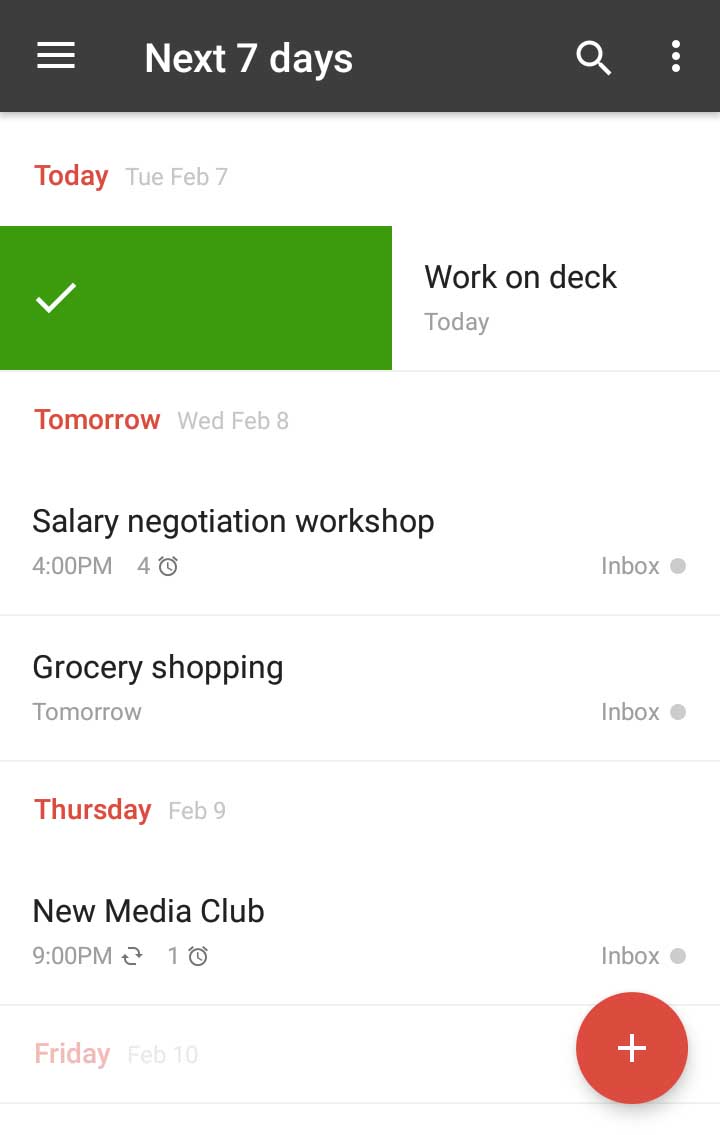 Next 7 days
Today Tue Feb 7
Work on deck
Today
Tomorrow Wed Feb 8
Salary negotiation workshop
4:00PM 4 Inbox
Grocery shopping
Tomorrow Inbox
Thursday Feb 9
New Media Club
9:00PM 1 Inbox
Friday Feb 10